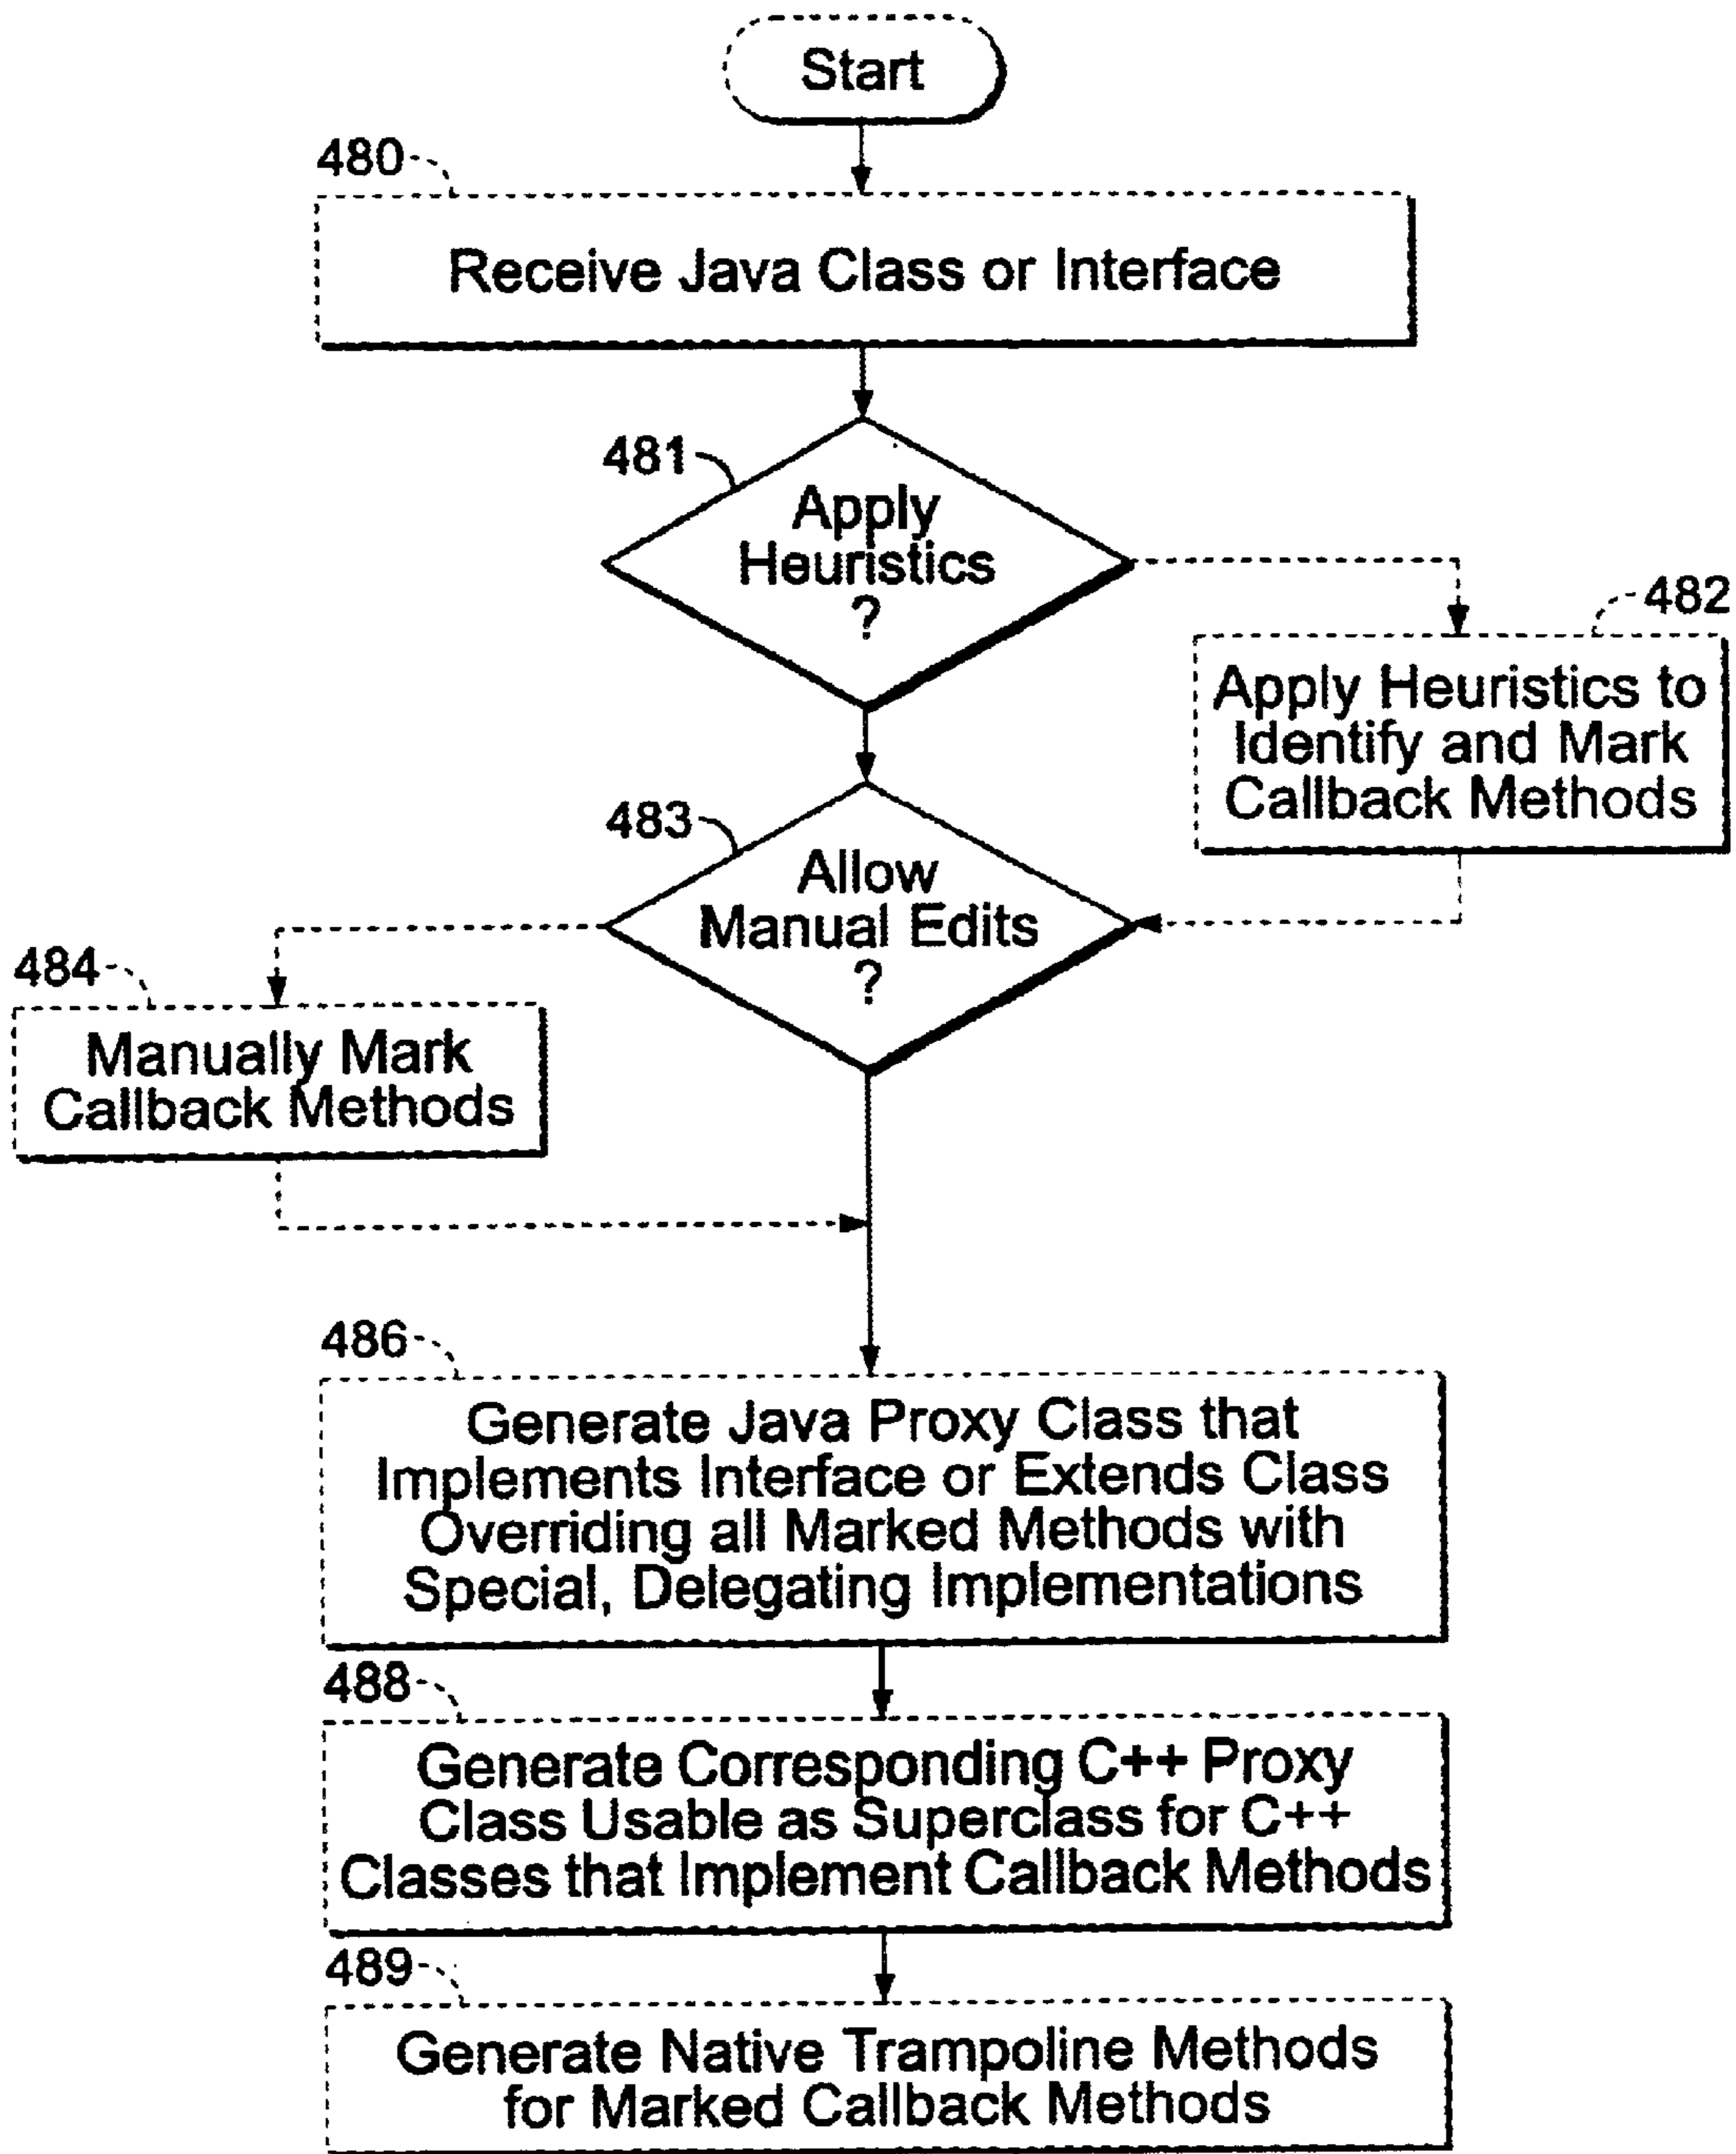 Start
480
Receive Java Class or Interface
481
Apply
Heuristics
?
482
Apply Heuristics to
Identify and Mark
Callback Methods
483
Allow
Manual Edits
?
484
Manually Mark
Callback Methods
486
Generate Java Proxy Class that
Implements Interface or Extends Class
Overriding all Marked Methods with
Special, Delegating Implementations
488
Generate Corresponding C++ Proxy
Class Usable as Superclass for C++
Classes that Implement Callback Methods
489
Generate Native Trampoline Methods
for Marked Callback Methods